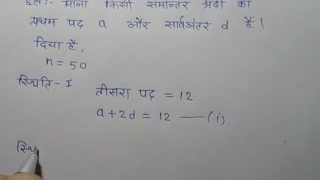 हल:- माना किसी समान्तर श्रेढ़ी का
प्रथम पद a और सार्वअंतर d है।
दिया है,
n = 50
स्थिति-I
तीसरा पद = 12
a + 2d = 12 —(i)
स्थि